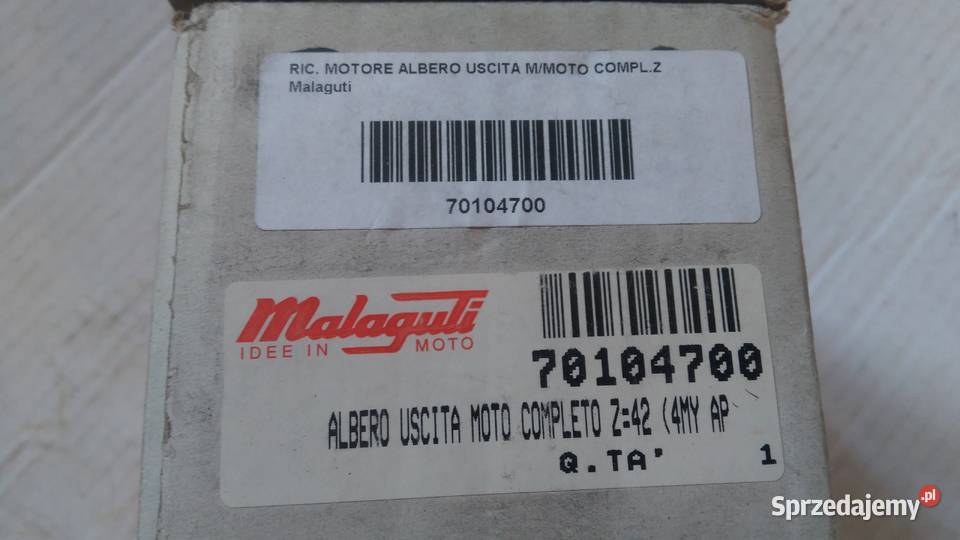 RIC. MOTORE ALBERO USCITA M/MOTO COMPL.Z
Malaguti
70104700
Malaguti
IDEE IN MOTO
70104700
ALBERO USCITA MOTO COMPLETO Z=42 (4MY AP
Q.TA' 1
Sprzedajemy.pl